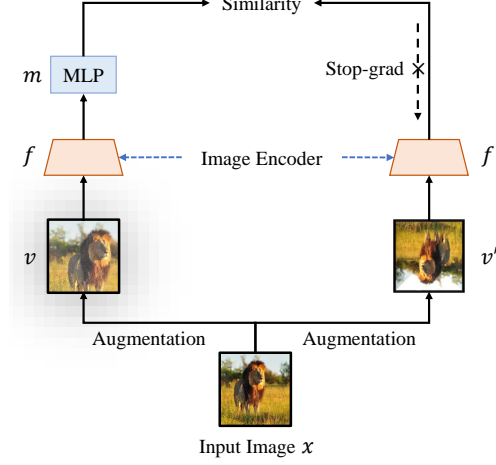 Similarity
m
MLP
Stop-grad
f
Image Encoder
f
v
v′
Augmentation
Augmentation
Input Image x